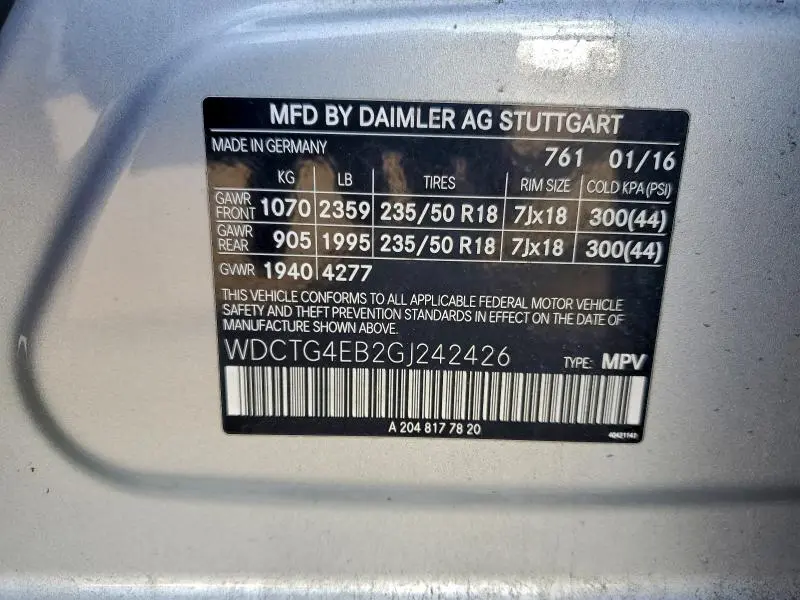 MFD BY DAIMLER AG STUTTGART
MADE IN GERMANY 761 01/16
KG LB TIRES RIM SIZE COLD KPA (PSI)
GAWR FRONT 1070 2359 235/50 R18 7Jx18 300(44)
GAWR REAR 905 1995 235/50 R18 7Jx18 300(44)
GVWR 1940 4277
THIS VEHICLE CONFORMS TO ALL APPLICABLE FEDERAL MOTOR VEHICLE
SAFETY AND THEFT PREVENTION STANDARDS IN EFFECT ON THE DATE OF
MANUFACTURE SHOWN ABOVE.
WDCTG4EB2GJ242426 TYPE: MPV
A 204 817 78 20